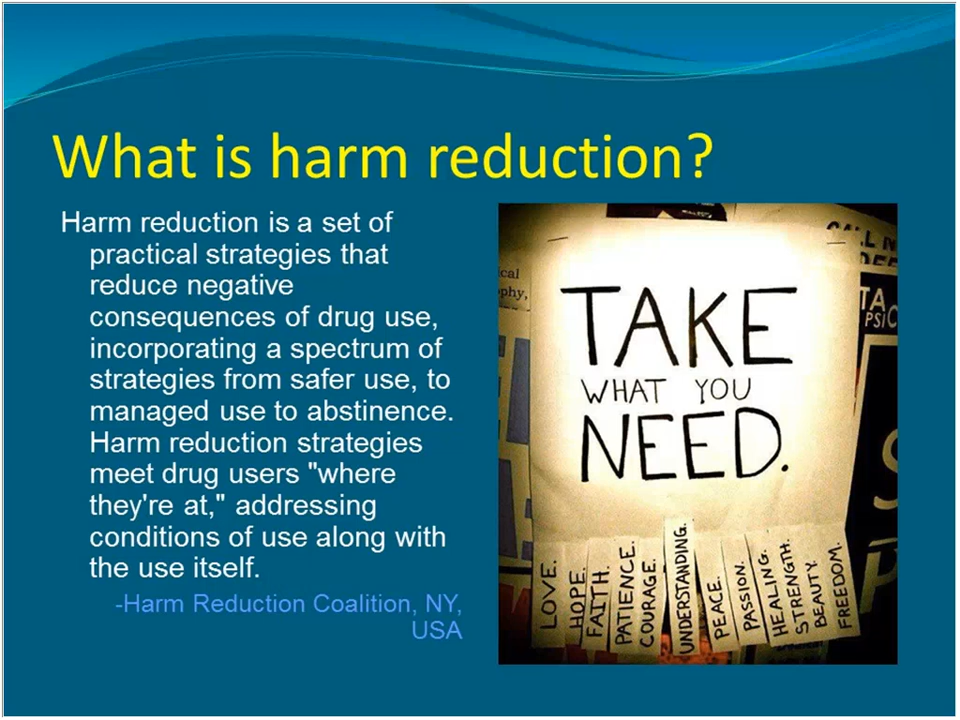 What is harm reduction?
Harm reduction is a set of
practical strategies that
reduce negative
consequences of drug use,
incorporating a spectrum of
strategies from safer use, to
managed use to abstinence.
Harm reduction strategies
meet drug users "where
they're at," addressing
conditions of use along with
the use itself.
-Harm Reduction Coalition, NY,
USA
TAKE
WHAT YOU
NEED.
LOVE.
HOPE.
FAITH.
PATIENCE.
COURAGE.
UNDERSTANDING.
PEACE.
PASSION.
HEALING.
STRENGTH.
BEAUTY.
FREEDOM.